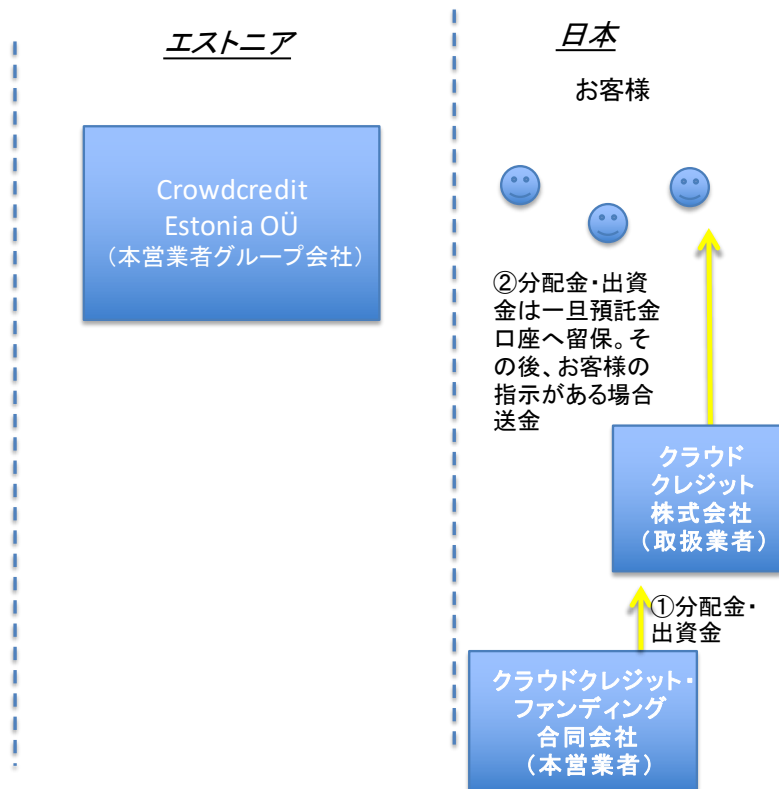 エストニア
日本
お客様
Crowdcredit
Estonia OÜ
（本営業者グループ会社）
②分配金・出資
金は一旦預託金
口座へ留保。そ
の後、お客様の
指示がある場合
送金
クラウド
クレジット
株式会社
（取扱業者）
①分配金・
出資金
クラウドクレジット・
ファンディング
合同会社
（本営業者）